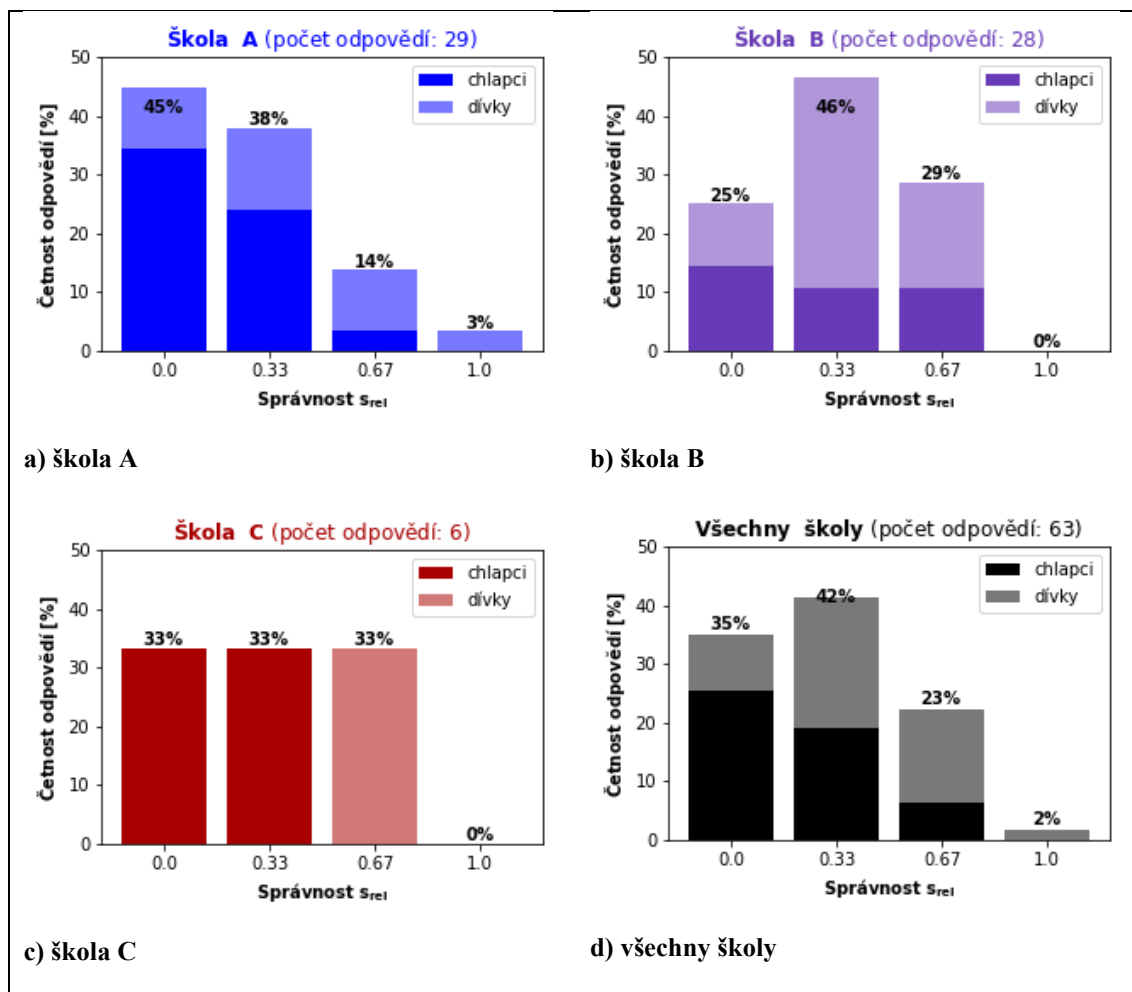 Škola A (počet odpovědí: 29)
Četnost odpovědí [%]
50
40
30
20
10
0
chlapci
dívky
45%
38%
14%
3%
0.0 0.33 0.67 1.0
Správnost s_rel
a) škola A
Škola B (počet odpovědí: 28)
Četnost odpovědí [%]
50
40
30
20
10
0
chlapci
dívky
25%
46%
29%
0%
0.0 0.33 0.67 1.0
Správnost s_rel
b) škola B
Škola C (počet odpovědí: 6)
Četnost odpovědí [%]
50
40
30
20
10
0
chlapci
dívky
33%
33%
33%
0%
0.0 0.33 0.67 1.0
Správnost s_rel
c) škola C
Všechny školy (počet odpovědí: 63)
Četnost odpovědí [%]
50
40
30
20
10
0
chlapci
dívky
35%
42%
23%
2%
0.0 0.33 0.67 1.0
Správnost s_rel
d) všechny školy